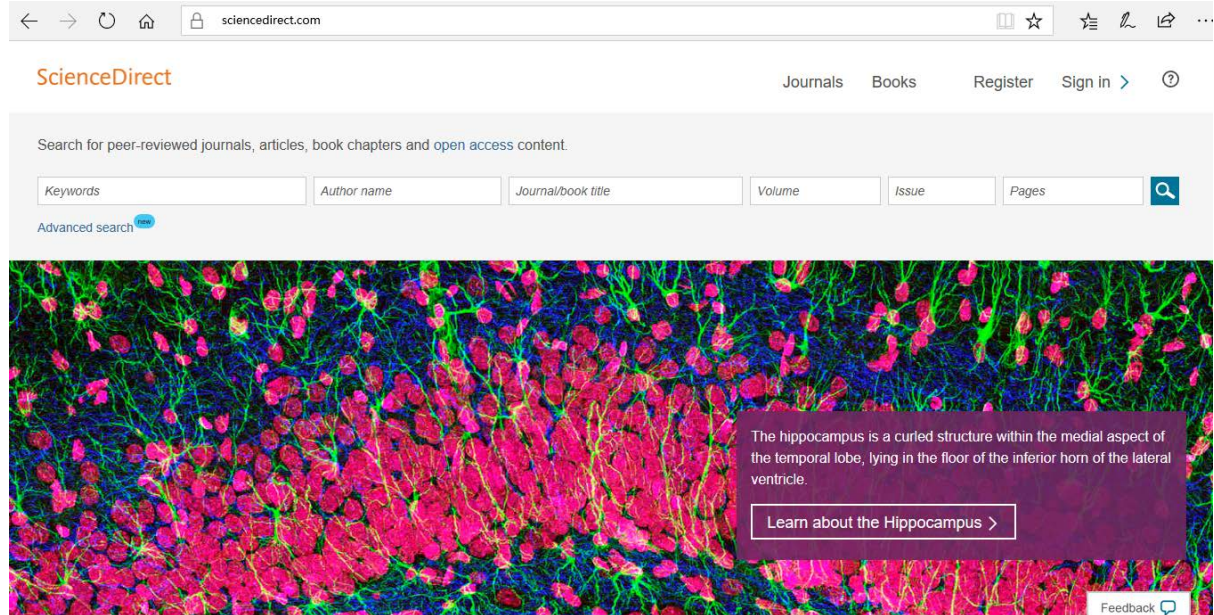 sciencedirect.com
ScienceDirect
Journals Books Register Sign in >
Search for peer-reviewed journals, articles, book chapters and open access content.
Keywords Author name Journal/book title Volume Issue Pages
Advanced search new
The hippocampus is a curled structure within the medial aspect of
the temporal lobe, lying in the floor of the inferior horn of the lateral
ventricle.
Learn about the Hippocampus >
Feedback